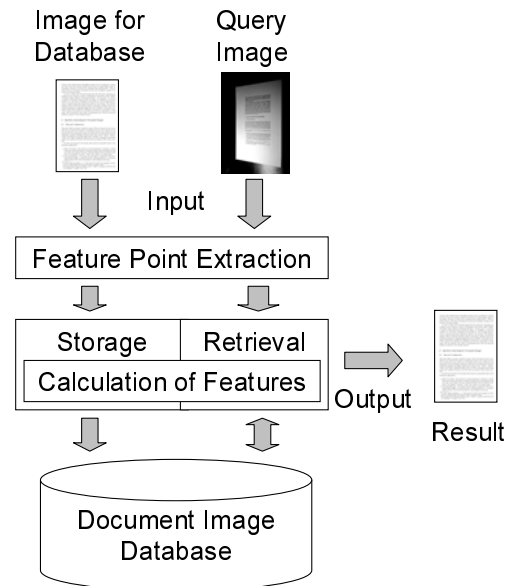 Image for
Database
Query
Image
Input
Feature Point Extraction
Storage
Retrieval
Calculation of Features
Output
Result
Document Image
Database